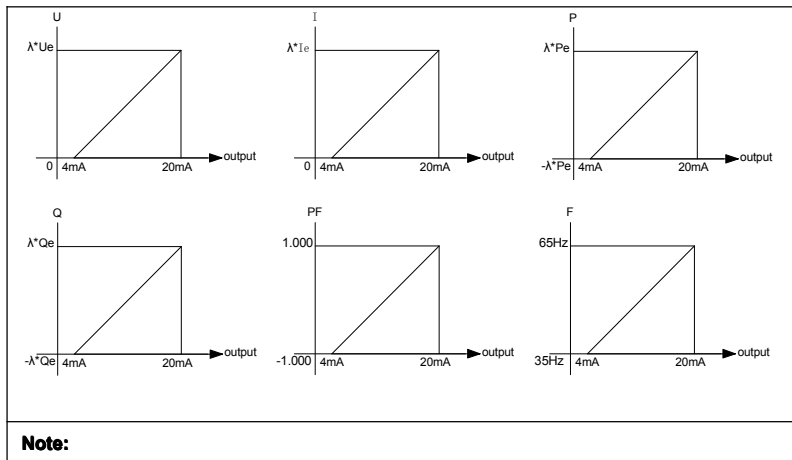 U I P
λ*Ue λ*Ie λ*Pe
0 4mA 20mA output 0 4mA 20mA output -λ*Pe 4mA 20mA output
Q PF F
λ*Qe 1.000 65Hz
-λ*Qe 4mA 20mA output -1.000 4mA 20mA output 35Hz 4mA 20mA output
Note: